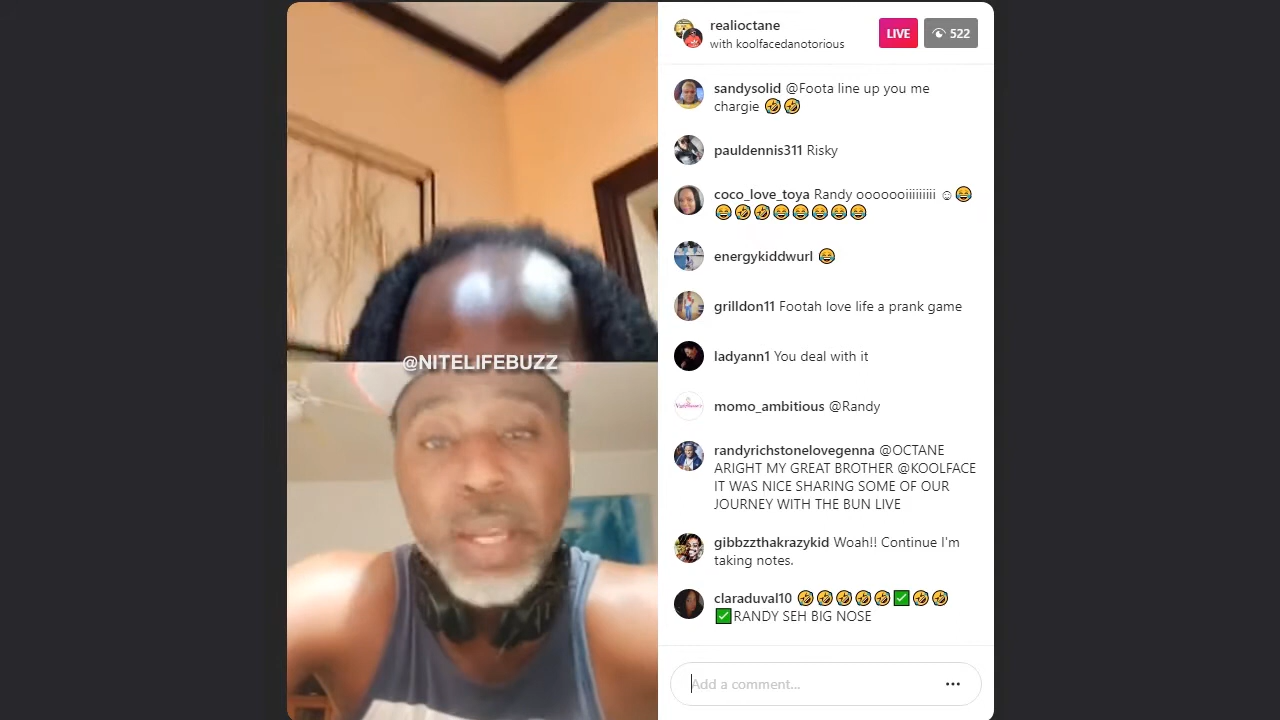 realioctane
with koolfacedanotorious
LIVE
522
sandysolid @Foota line up you me
chargie 🤣🤣
pauldennis311 Risky
coco_love_toya Randy ooooooiiiiiiiii ☺😂
😂🤣🤣😂😂😂😂😂
energykiddwurl 😂
grilldon11 Footah love life a prank game
ladyann1 You deal with it
momo_ambitious @Randy
randyrichstonelovegenna @OCTANE
ARIGHT MY GREAT BROTHER @KOOLFACE
IT WAS NICE SHARING SOME OF OUR
JOURNEY WITH THE BUN LIVE
gibbzzthakrazykid Woah!! Continue I'm
taking notes.
claraduval10 🤣🤣🤣🤣🤣✅🤣🤣
✅RANDY SEH BIG NOSE
Add a comment...
@NITELIFEBUZZ